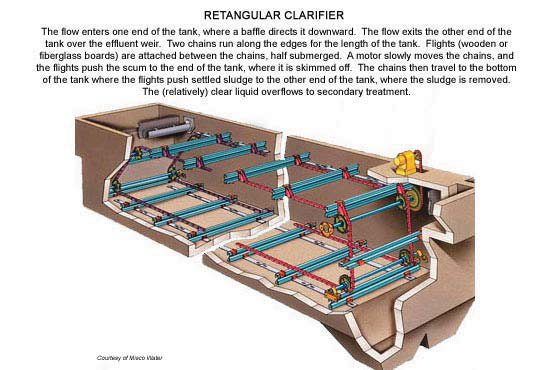 RETANGULAR CLARIFIER
The flow enters one end of the tank, where a baffle directs it downward. The flow exits the other end of the
tank over the effluent weir. Two chains run along the edges for the length of the tank. Flights (wooden or
fiberglass boards) are attached between the chains, half submerged. A motor slowly moves the chains, and
the flights push the scum to the end of the tank, where it is skimmed off. The chains then travel to the bottom
of the tank where the flights push settled sludge to the other end of the tank, where the sludge is removed.
The (relatively) clear liquid overflows to secondary treatment.
Courtesy of Misco Water